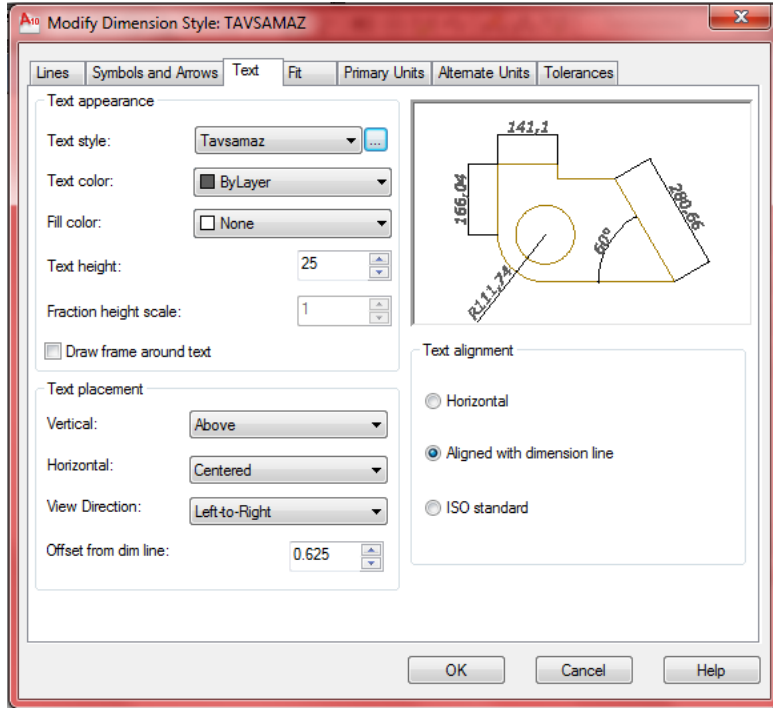 Modify Dimension Style: TAVSAMAZ
Lines Symbols and Arrows Text Fit Primary Units Alternate Units Tolerances
Text appearance
Text style: Tavsamaz ...
Text color: ByLayer
Fill color: None
Text height: 25
Fraction height scale: 1
Draw frame around text
Text placement
Vertical: Above
Horizontal: Centered
View Direction: Left-to-Right
Offset from dim line: 0.625
141,1
166,04
280,66
60°
R111,74
Text alignment
Horizontal
Aligned with dimension line
ISO standard
OK Cancel Help